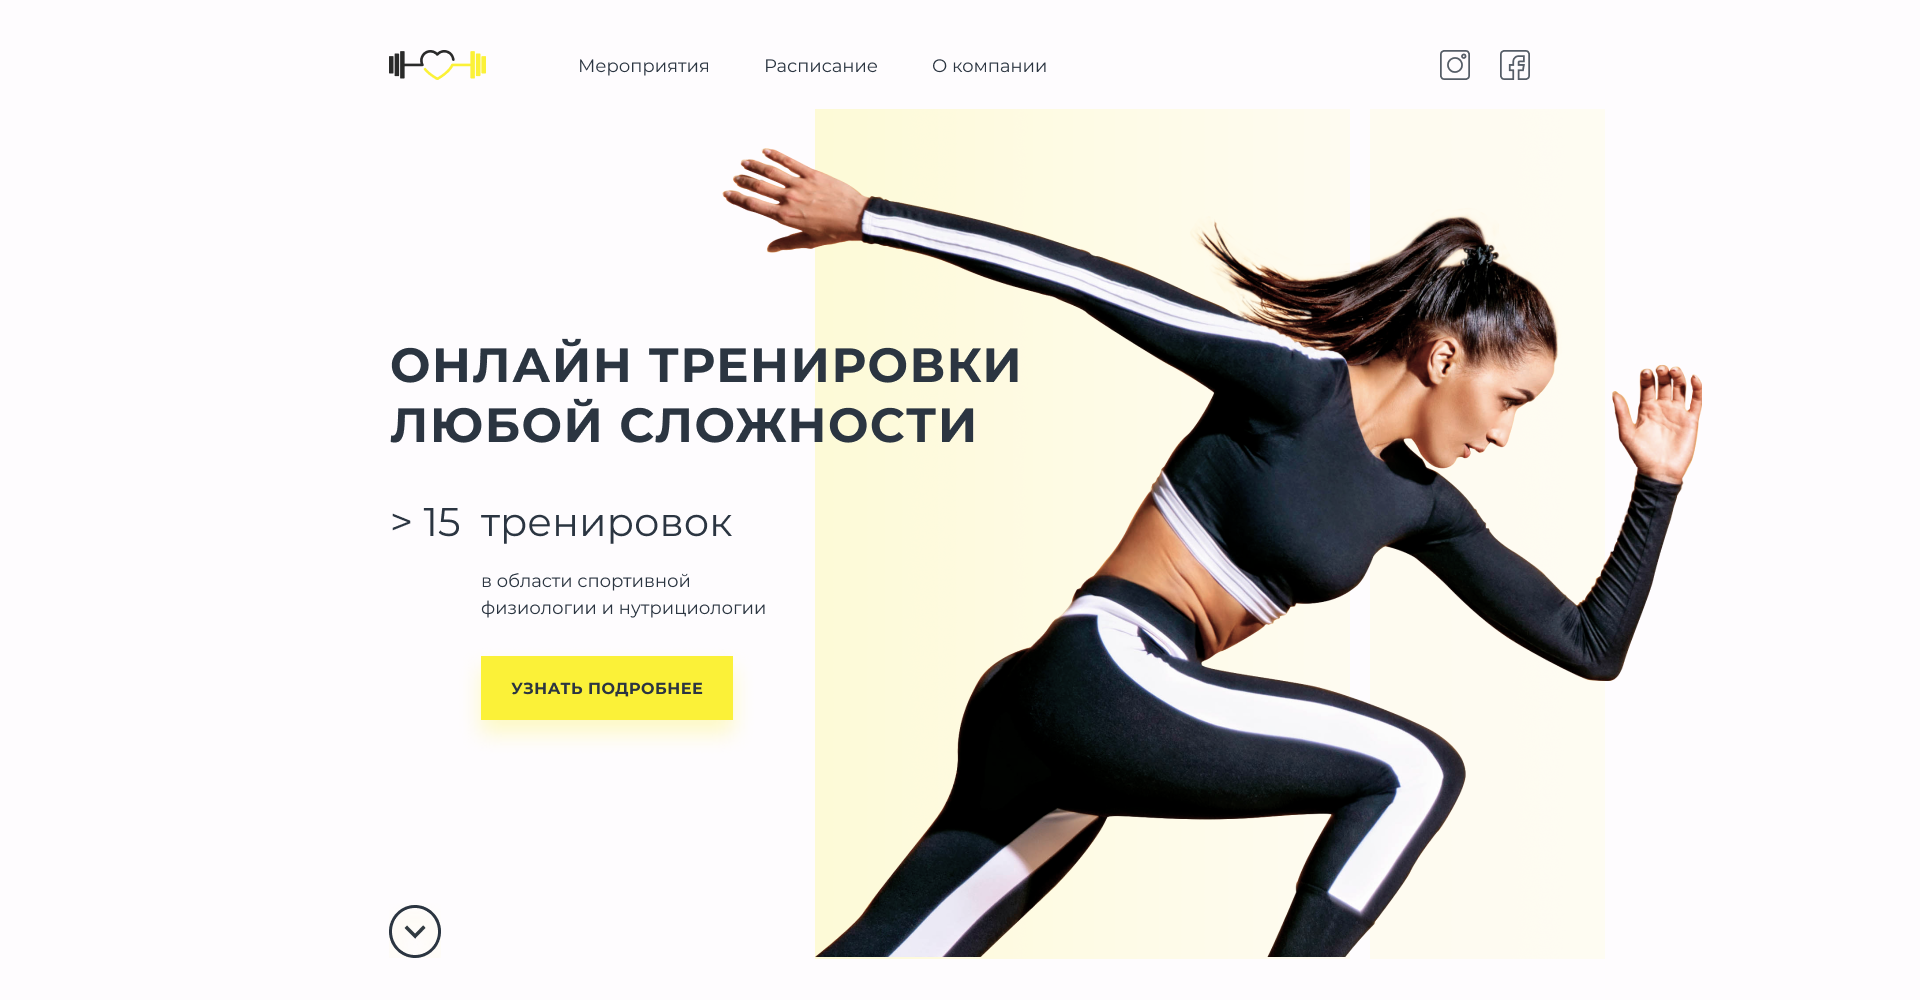 Мероприятия
Расписание
О компании
ОНЛАЙН ТРЕНИРОВКИ
ЛЮБОЙ СЛОЖНОСТИ
> 15 тренировок
в области спортивной
физиологии и нутрициологии
УЗНАТЬ ПОДРОБНЕЕ